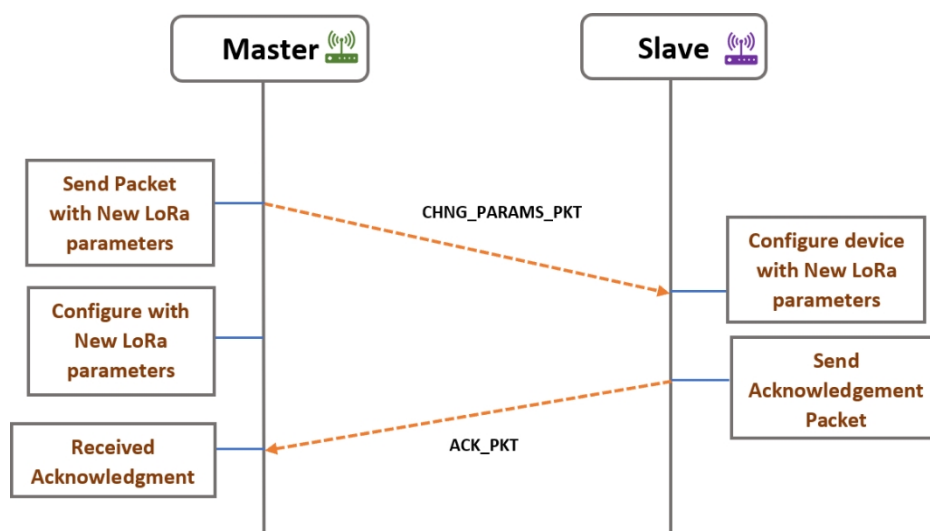 Master
Slave
Send Packet
with New LoRa
parameters
CHNG_PARAMS_PKT
Configure device
with New LoRa
parameters
Configure with
New LoRa
parameters
Send
Acknowledgement
Packet
Received
Acknowledgment
ACK_PKT